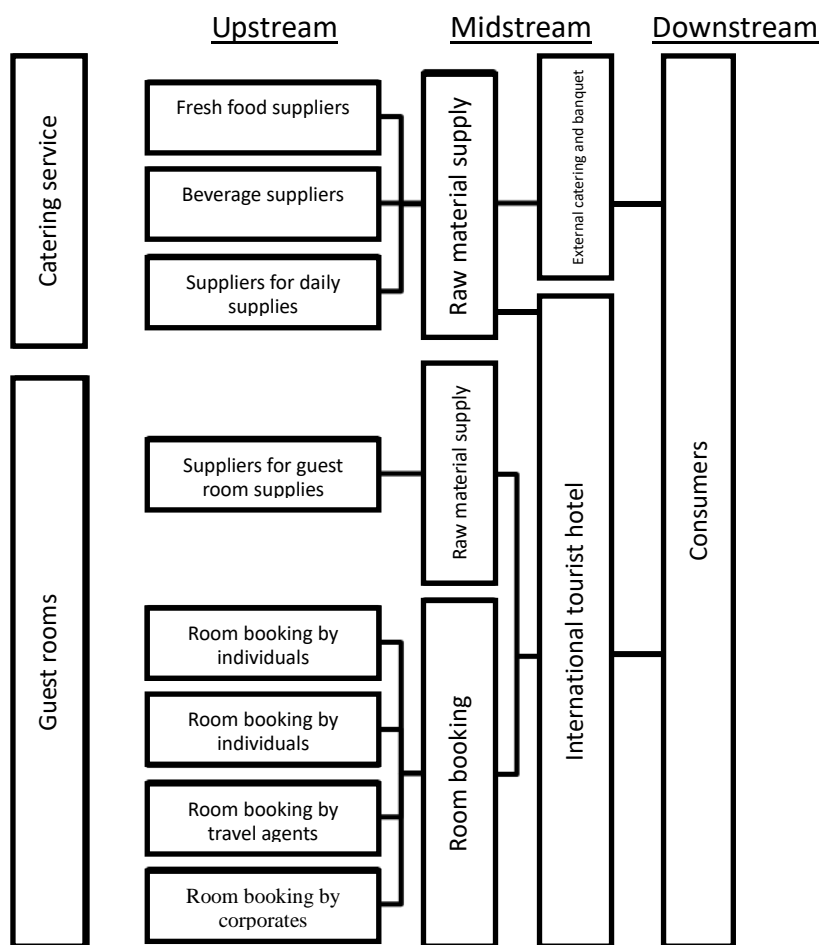 Upstream
Midstream
Downstream
Catering service
Fresh food suppliers
Beverage suppliers
Suppliers for daily
supplies
Raw material supply
External catering and banquet
Consumers
Guest rooms
Suppliers for guest
room supplies
Raw material supply
International tourist hotel
Room booking by
individuals
Room booking by
individuals
Room booking by
travel agents
Room booking by
corporates
Room booking